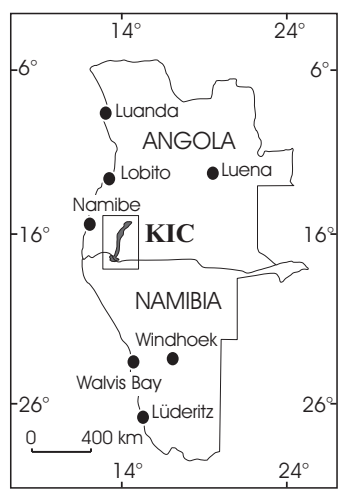 14° 24°
6° 6°
Luanda
ANGOLA
Lobito
Luena
Namibe
16° KIC 16°
NAMIBIA
Windhoek
Walvis Bay
26° 26°
Lüderitz
0 400 km
14° 24°